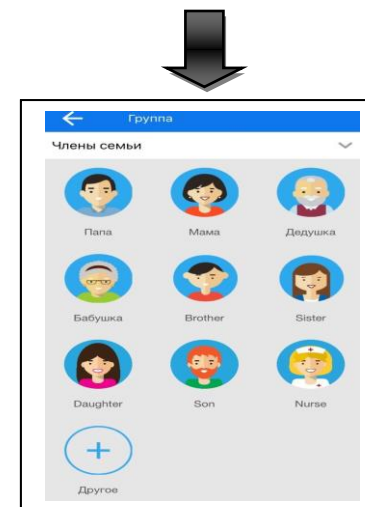 Группа
Члены семьи
Папа Мама Дедушка
Бабушка Brother Sister
Daughter Son Nurse
Другое